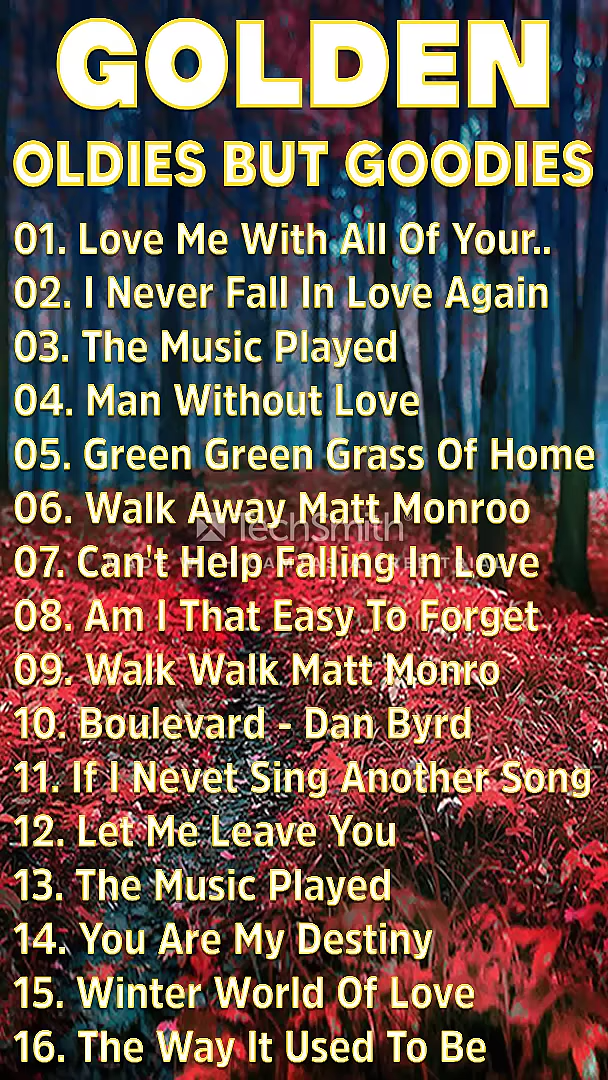 GOLDEN
OLDIES BUT GOODIES
01. Love Me With All Of Your..
02. I Never Fall In Love Again
03. The Music Played
04. Man Without Love
05. Green Green Grass Of Home
06. Walk Away Matt Monroo
TechSmith
07. Can't Help Falling In Love
08. Am I That Easy To Forget
09. Walk Walk Matt Monro
10. Boulevard - Dan Byrd
11. If I Nevet Sing Another Song
12. Let Me Leave You
13. The Music Played
14. You Are My Destiny
15. Winter World Of Love
16. The Way It Used To Be